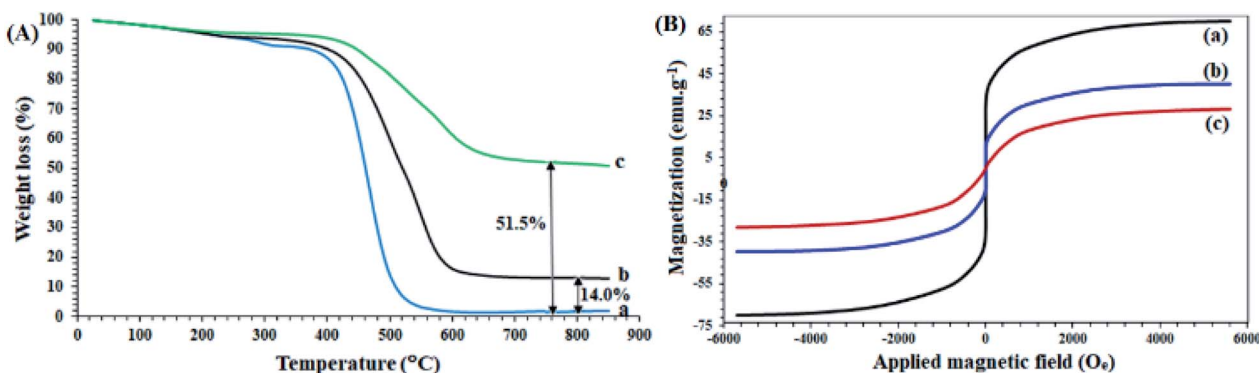 (A)
Weight loss (%)
100
90
80
70
60
50
40
30
20
10
0
c
51.5%
b
14.0%
a
0 100 200 300 400 500 600 700 800 900
Temperature (°C)
(B)
Magnetization (emu.g⁻¹)
65
45
25
5
-15
-35
-55
-75
0
(a)
(b)
(c)
-6000 -4000 -2000 0 2000 4000 6000
Applied magnetic field (Oₑ)